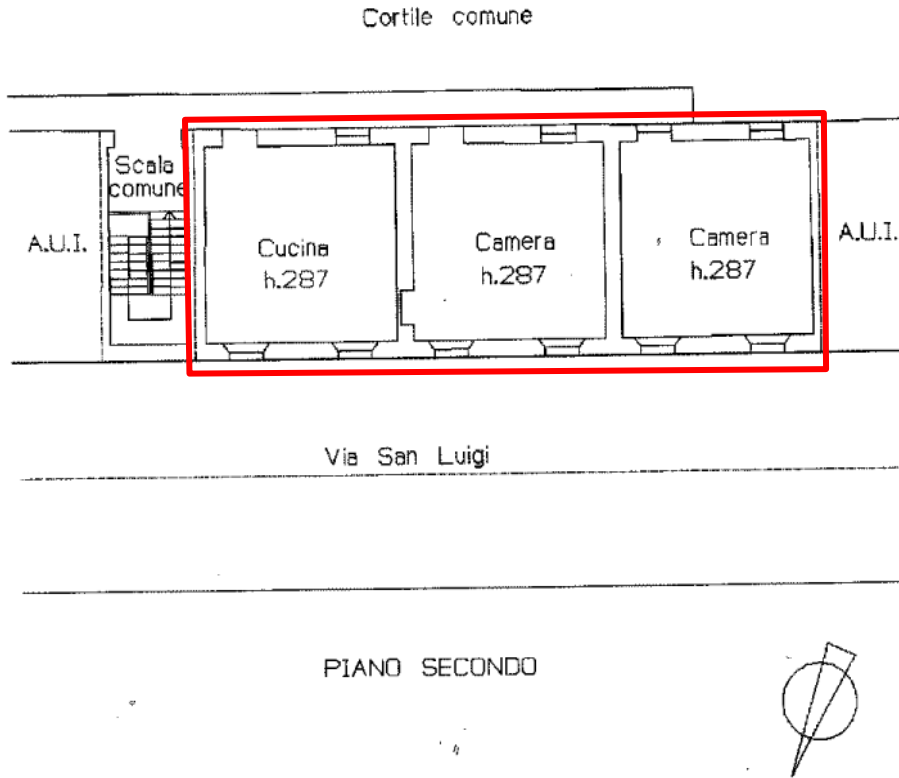 Cortile comune
Scala
comune
A.U.I.
Cucina
h.287
Camera
h.287
Camera
h.287
A.U.I.
Via San Luigi
PIANO SECONDO